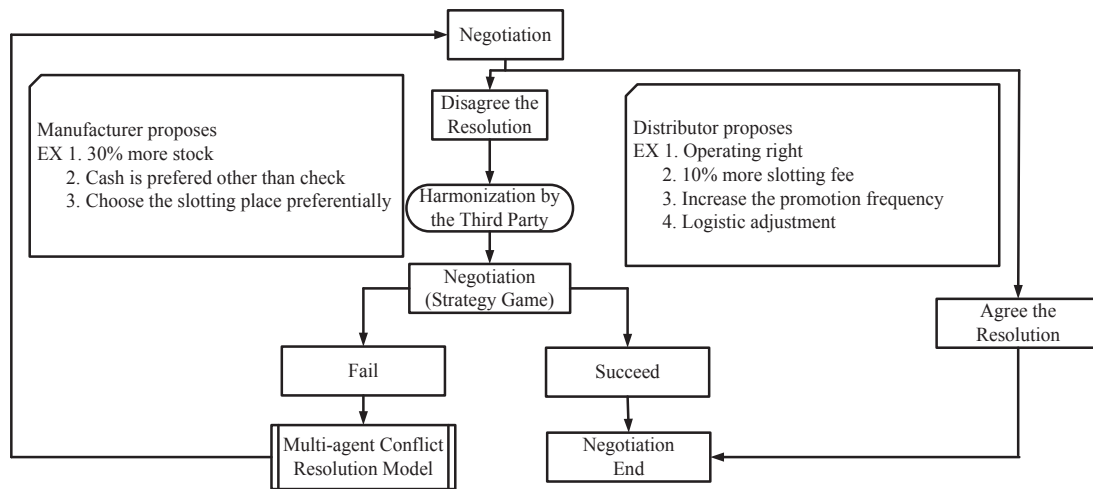 Negotiation
Disagree the
Resolution
Manufacturer proposes
EX 1. 30% more stock
2. Cash is prefered other than check
3. Choose the slotting place preferentially
Distributor proposes
EX 1. Operating right
2. 10% more slotting fee
3. Increase the promotion frequency
4. Logistic adjustment
Harmonization by
the Third Party
Negotiation
(Strategy Game)
Agree the
Resolution
Fail
Succeed
Multi-agent Conflict
Resolution Model
Negotiation
End